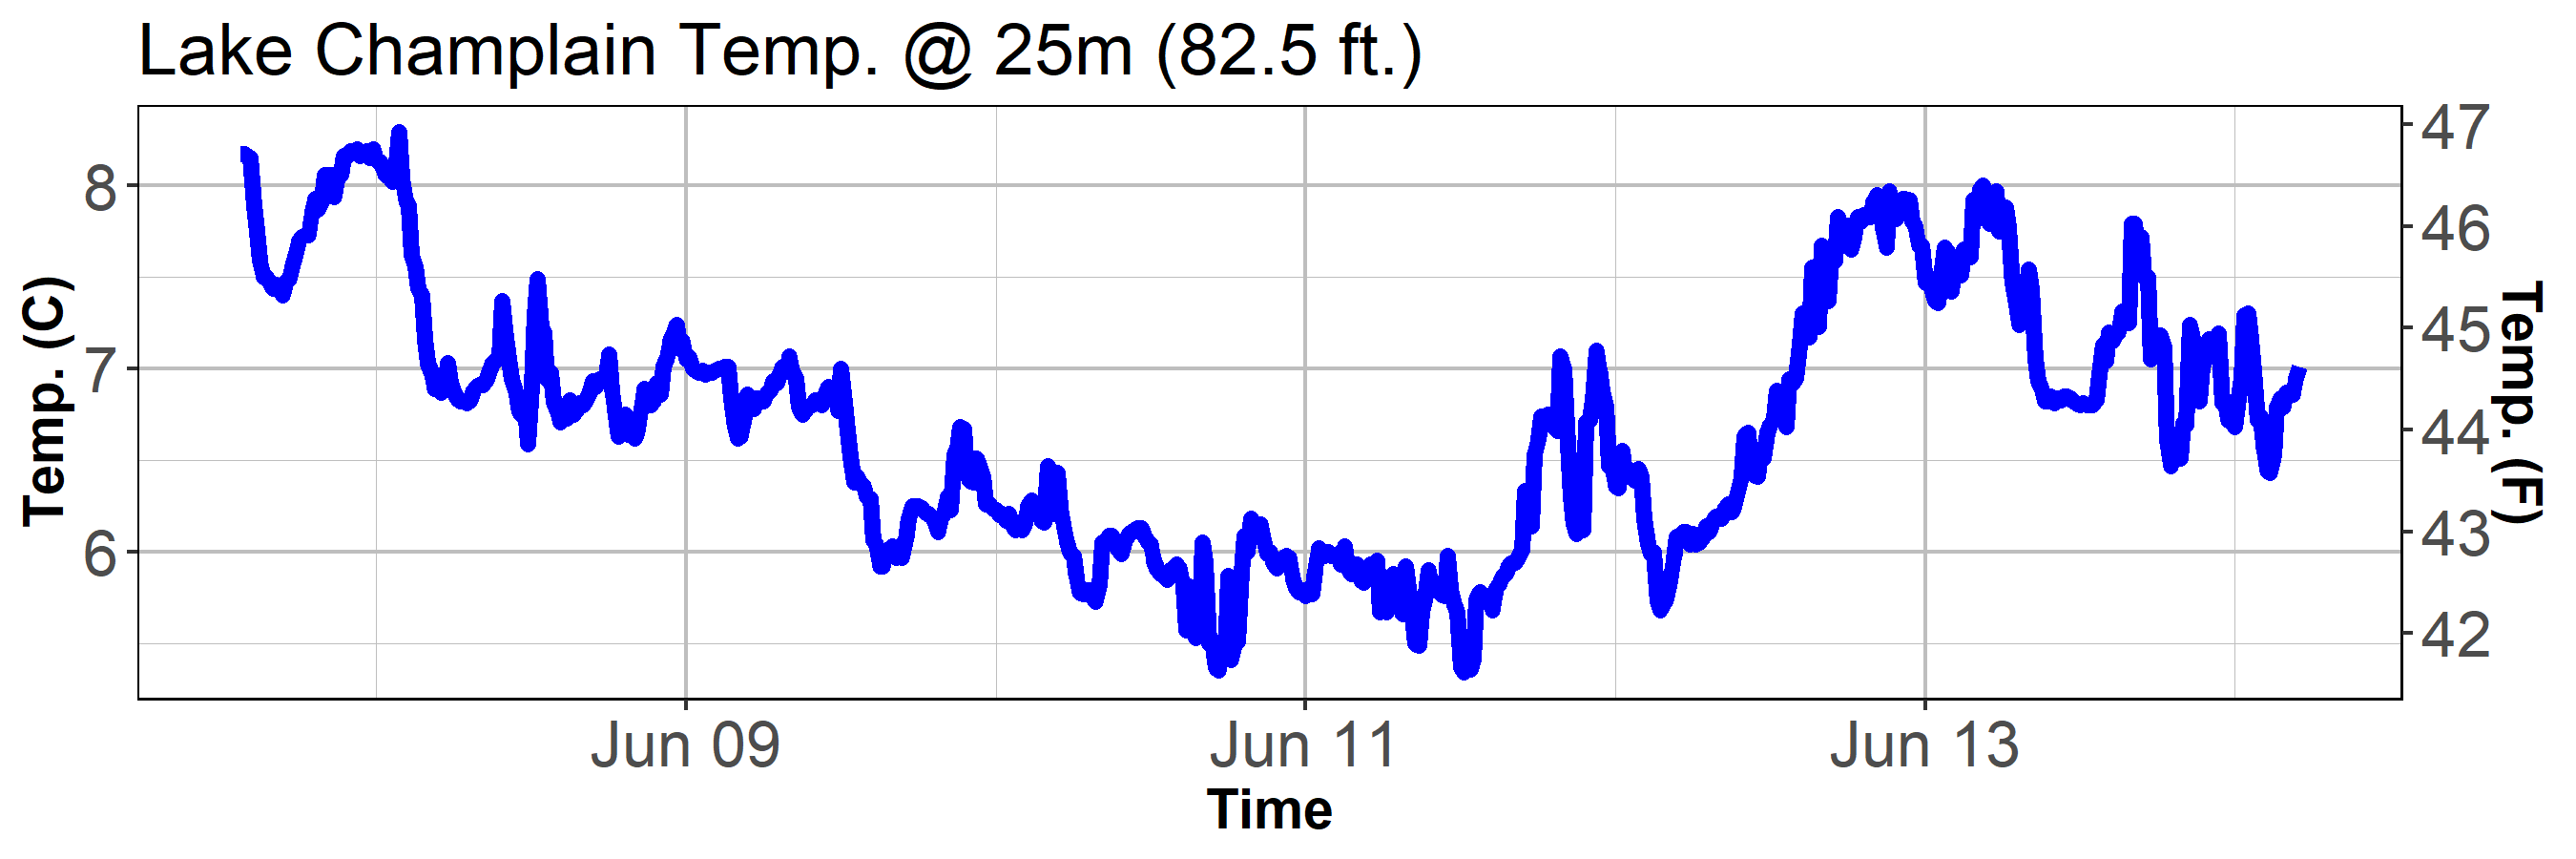 Lake Champlain Temp. @ 25m (82.5 ft.)
Temp. (C)
8
7
6
47
46
45
44
43
42
Temp. (F)
Jun 09
Jun 11
Jun 13
Time